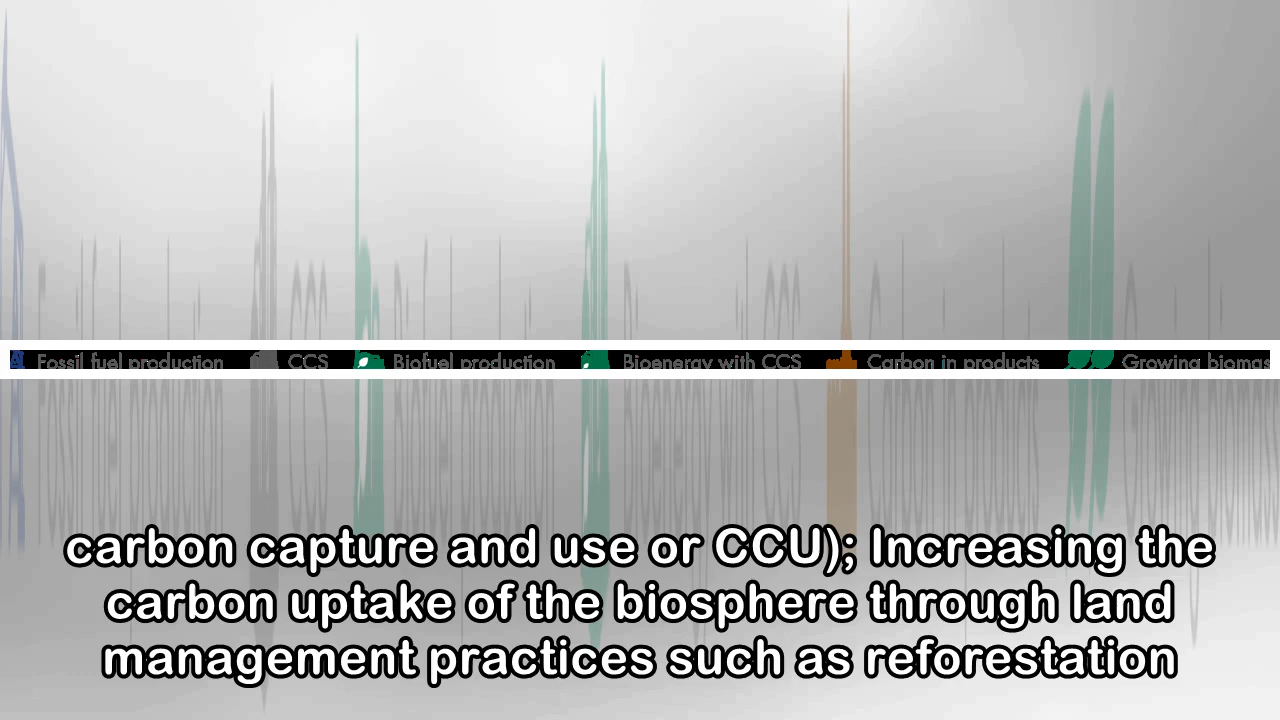 Fossil fuel production CCS Biofuel production Bioenergy with CCS Carbon in products Growing biomas
carbon capture and use or CCU); Increasing the
carbon uptake of the biosphere through land
management practices such as reforestation